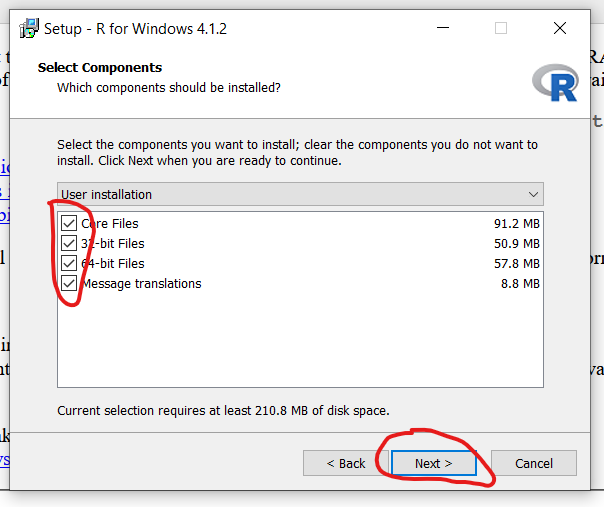 Setup - R for Windows 4.1.2
Select Components
Which components should be installed?
R
Select the components you want to install; clear the components you do not want to
install. Click Next when you are ready to continue.
User installation
Core Files 91.2 MB
32-bit Files 50.9 MB
64-bit Files 57.8 MB
Message translations 8.8 MB
Current selection requires at least 210.8 MB of disk space.
< Back Next > Cancel